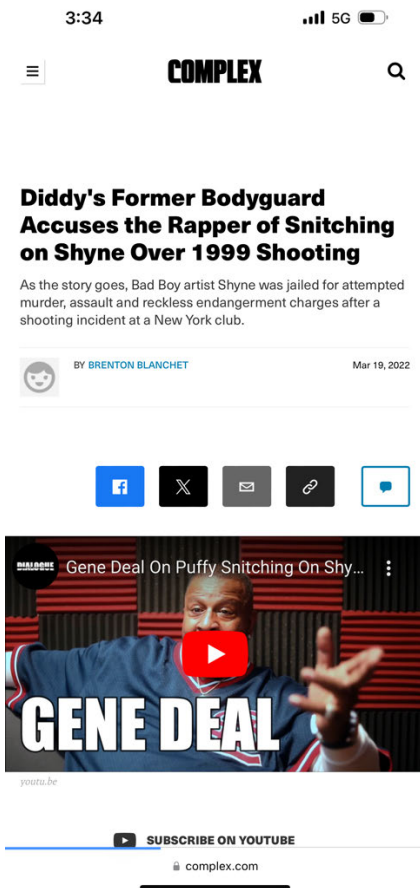 3:34
5G
COMPLEX
Diddy's Former Bodyguard
Accuses the Rapper of Snitching
on Shyne Over 1999 Shooting
As the story goes, Bad Boy artist Shyne was jailed for attempted
murder, assault and reckless endangerment charges after a
shooting incident at a New York club.
BY BRENTON BLANCHET
Mar 19, 2022
DIALOGUE
Gene Deal On Puffy Snitching On Shy...
GENE DEAL
youtu.be
SUBSCRIBE ON YOUTUBE
complex.com